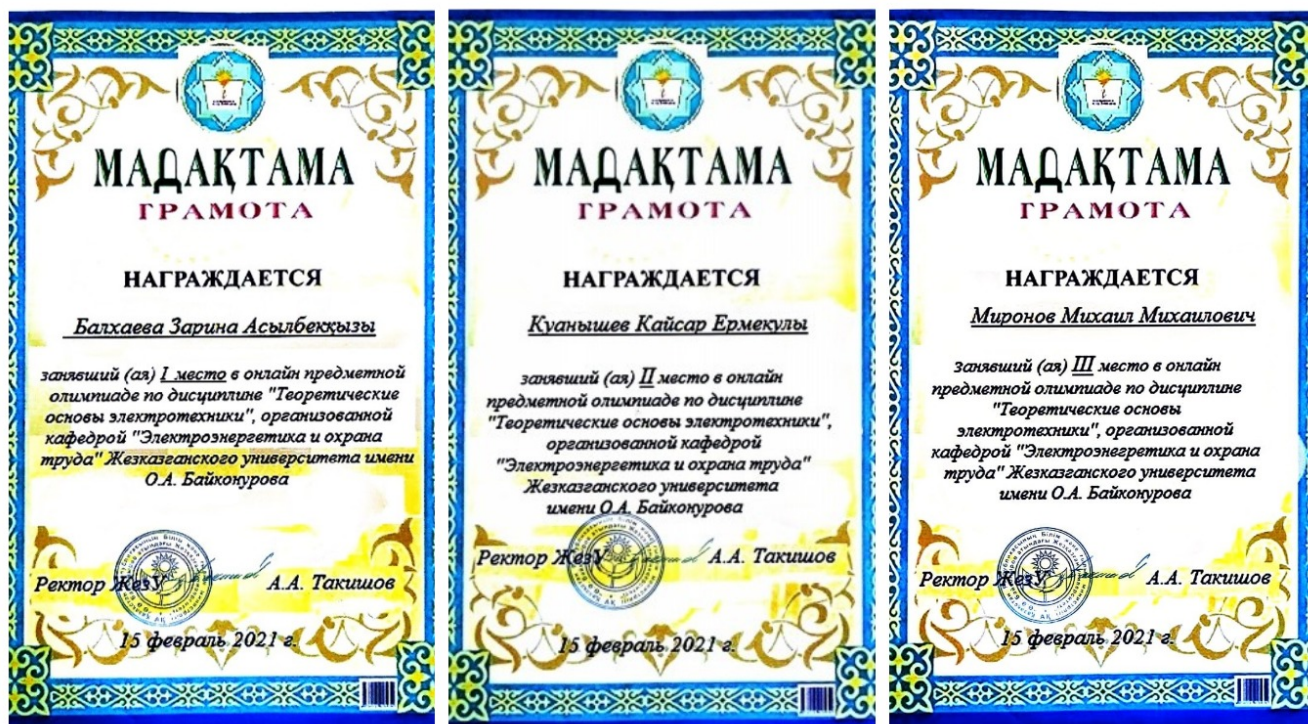 МАДАҚТАМА
ГРАМОТА
НАГРАЖДАЕТСЯ
Балхаева Зарина Асылбекқызы
занявший (ая) I место в онлайн предметной
олимпиаде по дисциплине "Теоретические
основы электротехники", организованной
кафедрой "Электроэнергетика и охрана
труда" Жезказганского университета имени
О.А. Байконурова
Ректор ЖезУ А.А. Такишов
15 февраль 2021 г.
МАДАҚТАМА
ГРАМОТА
НАГРАЖДАЕТСЯ
Куанышев Кайсар Ермекулы
занявший (ая) II место в онлайн
предметной олимпиаде по дисциплине
"Теоретические основы электротехники",
организованной кафедрой
"Электроэнергетика и охрана труда"
Жезказганского университета
имени О.А. Байконурова
Ректор ЖезУ А.А. Такишов
15 февраль 2021 г.
МАДАҚТАМА
ГРАМОТА
НАГРАЖДАЕТСЯ
Миронов Михаил Михаилович
занявший (ая) III место в онлайн
предметной олимпиаде по дисциплине
"Теоретические основы
электротехники", организованной
кафедрой "Электроэнегретика и охрана
труда" Жезказганского университета
имени О.А. Байконурова
Ректор ЖезУ А.А. Такишов
15 февраль 2021 г.